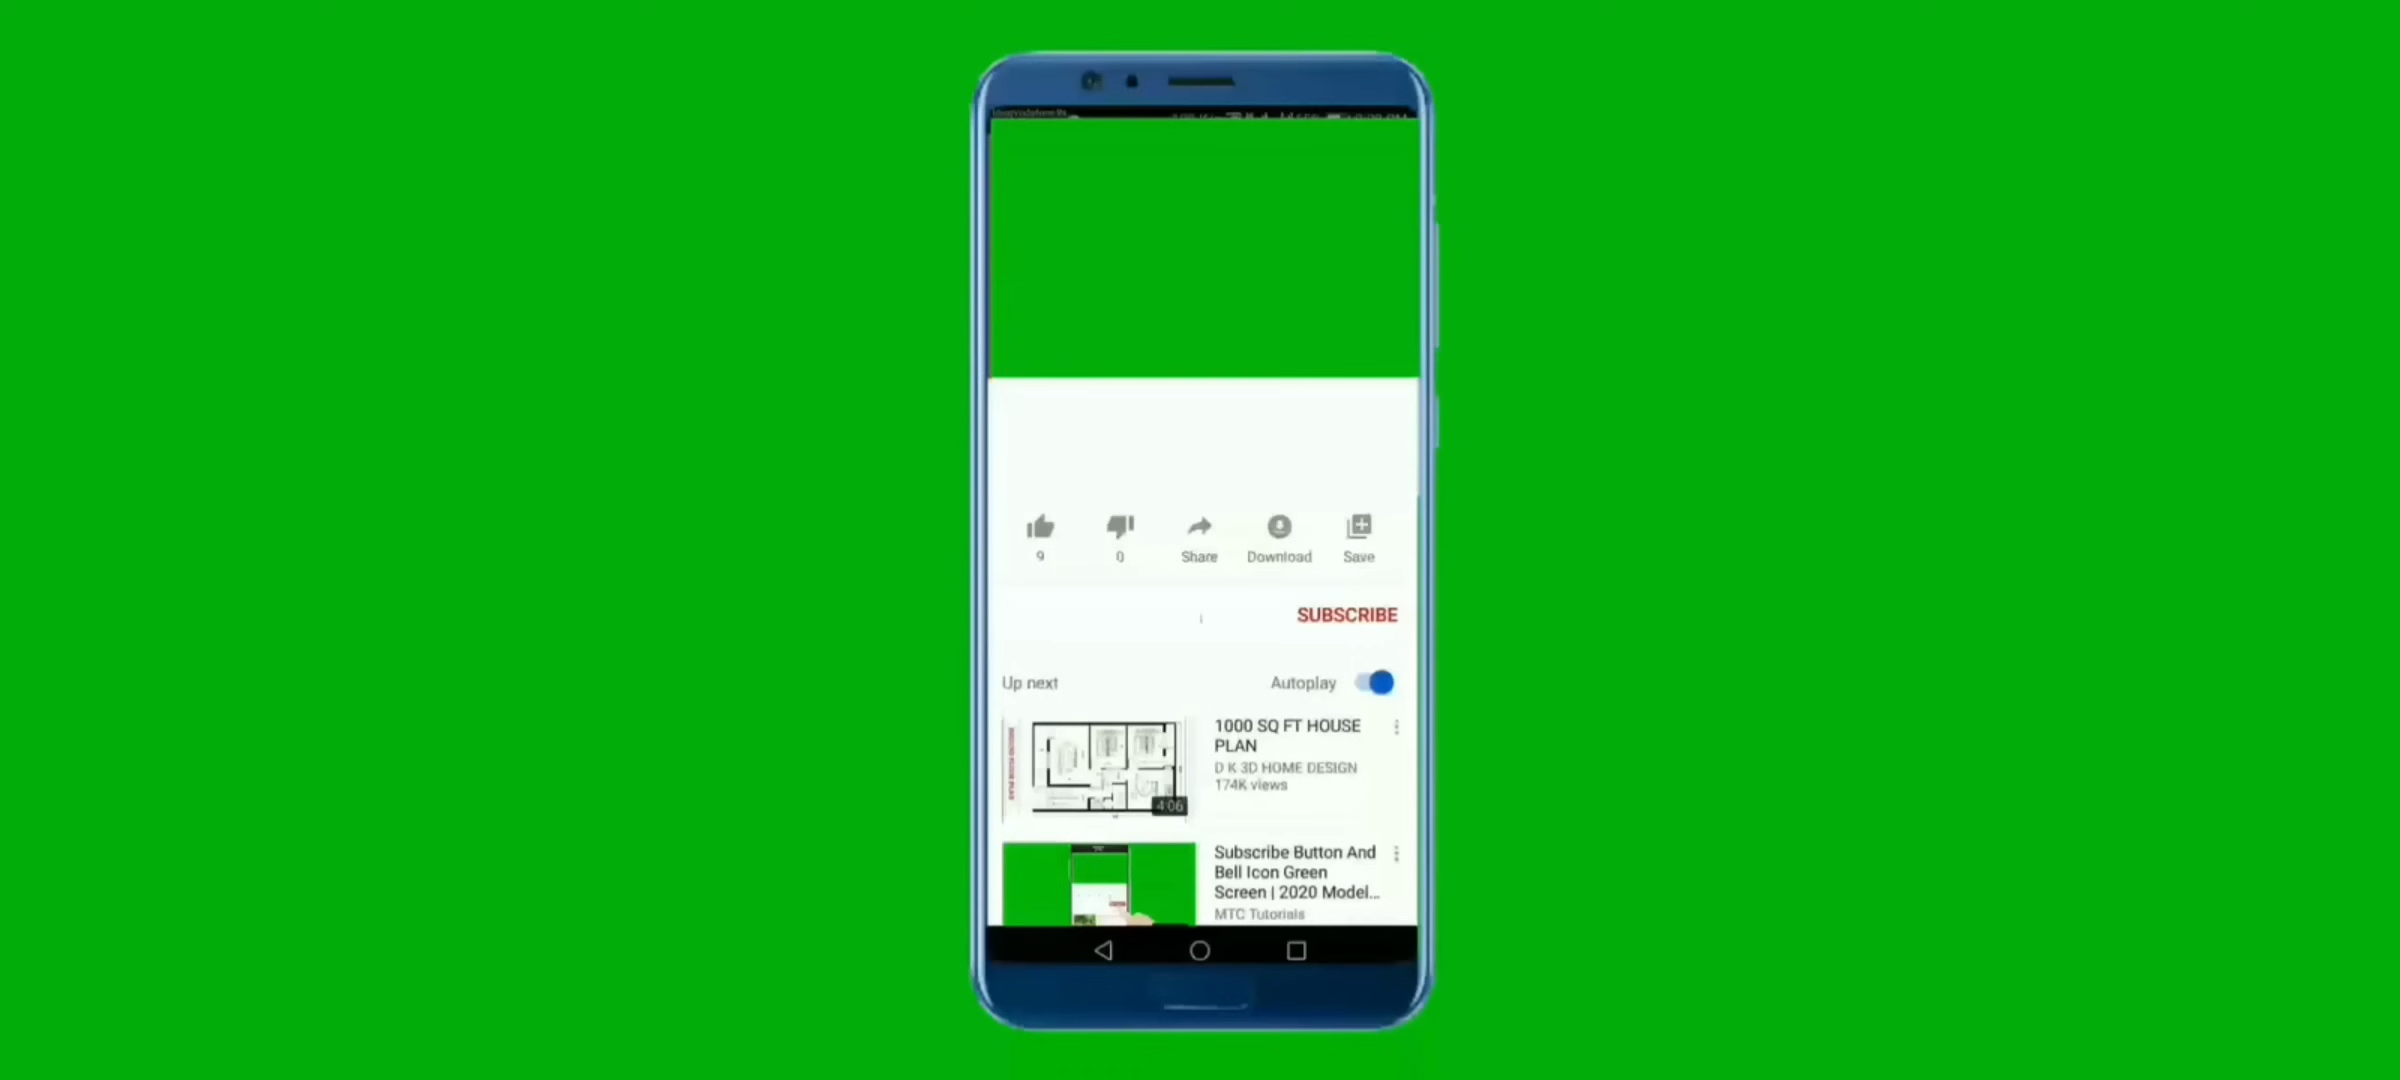 9
0
Share
Download
Save
SUBSCRIBE
Up next
Autoplay
1000 SQ FT HOUSE
PLAN
D K 3D HOME DESIGN
174K views
4:06
Subscribe Button And
Bell Icon Green
Screen | 2020 Model...
MTC Tutorials